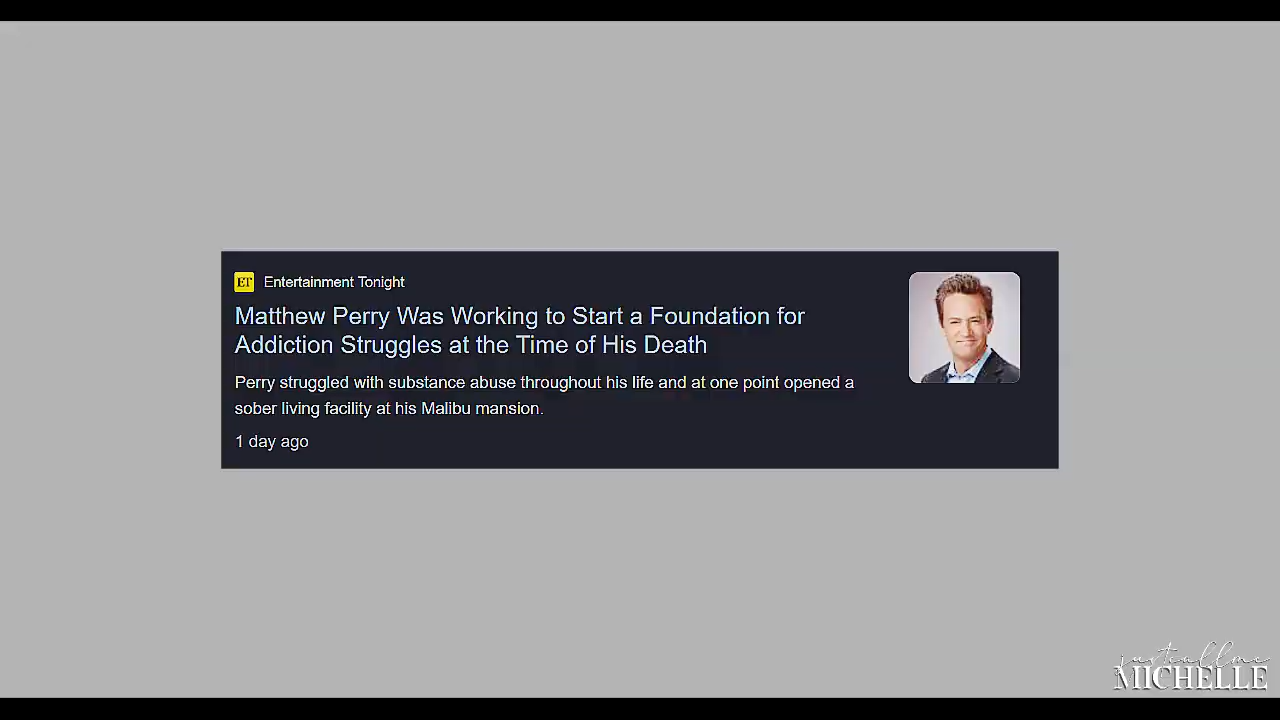 ET Entertainment Tonight
Matthew Perry Was Working to Start a Foundation for
Addiction Struggles at the Time of His Death
Perry struggled with substance abuse throughout his life and at one point opened a
sober living facility at his Malibu mansion.
1 day ago
justcallme
MICHELLE